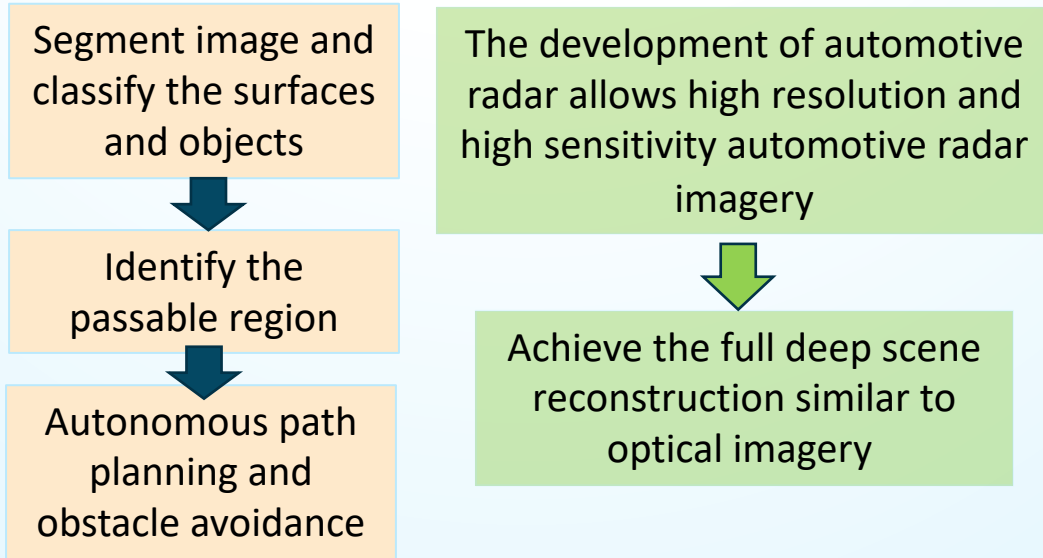 Segment image and
classify the surfaces
and objects
Identify the
passable region
Autonomous path
planning and
obstacle avoidance
The development of automotive
radar allows high resolution and
high sensitivity automotive radar
imagery
Achieve the full deep scene
reconstruction similar to
optical imagery